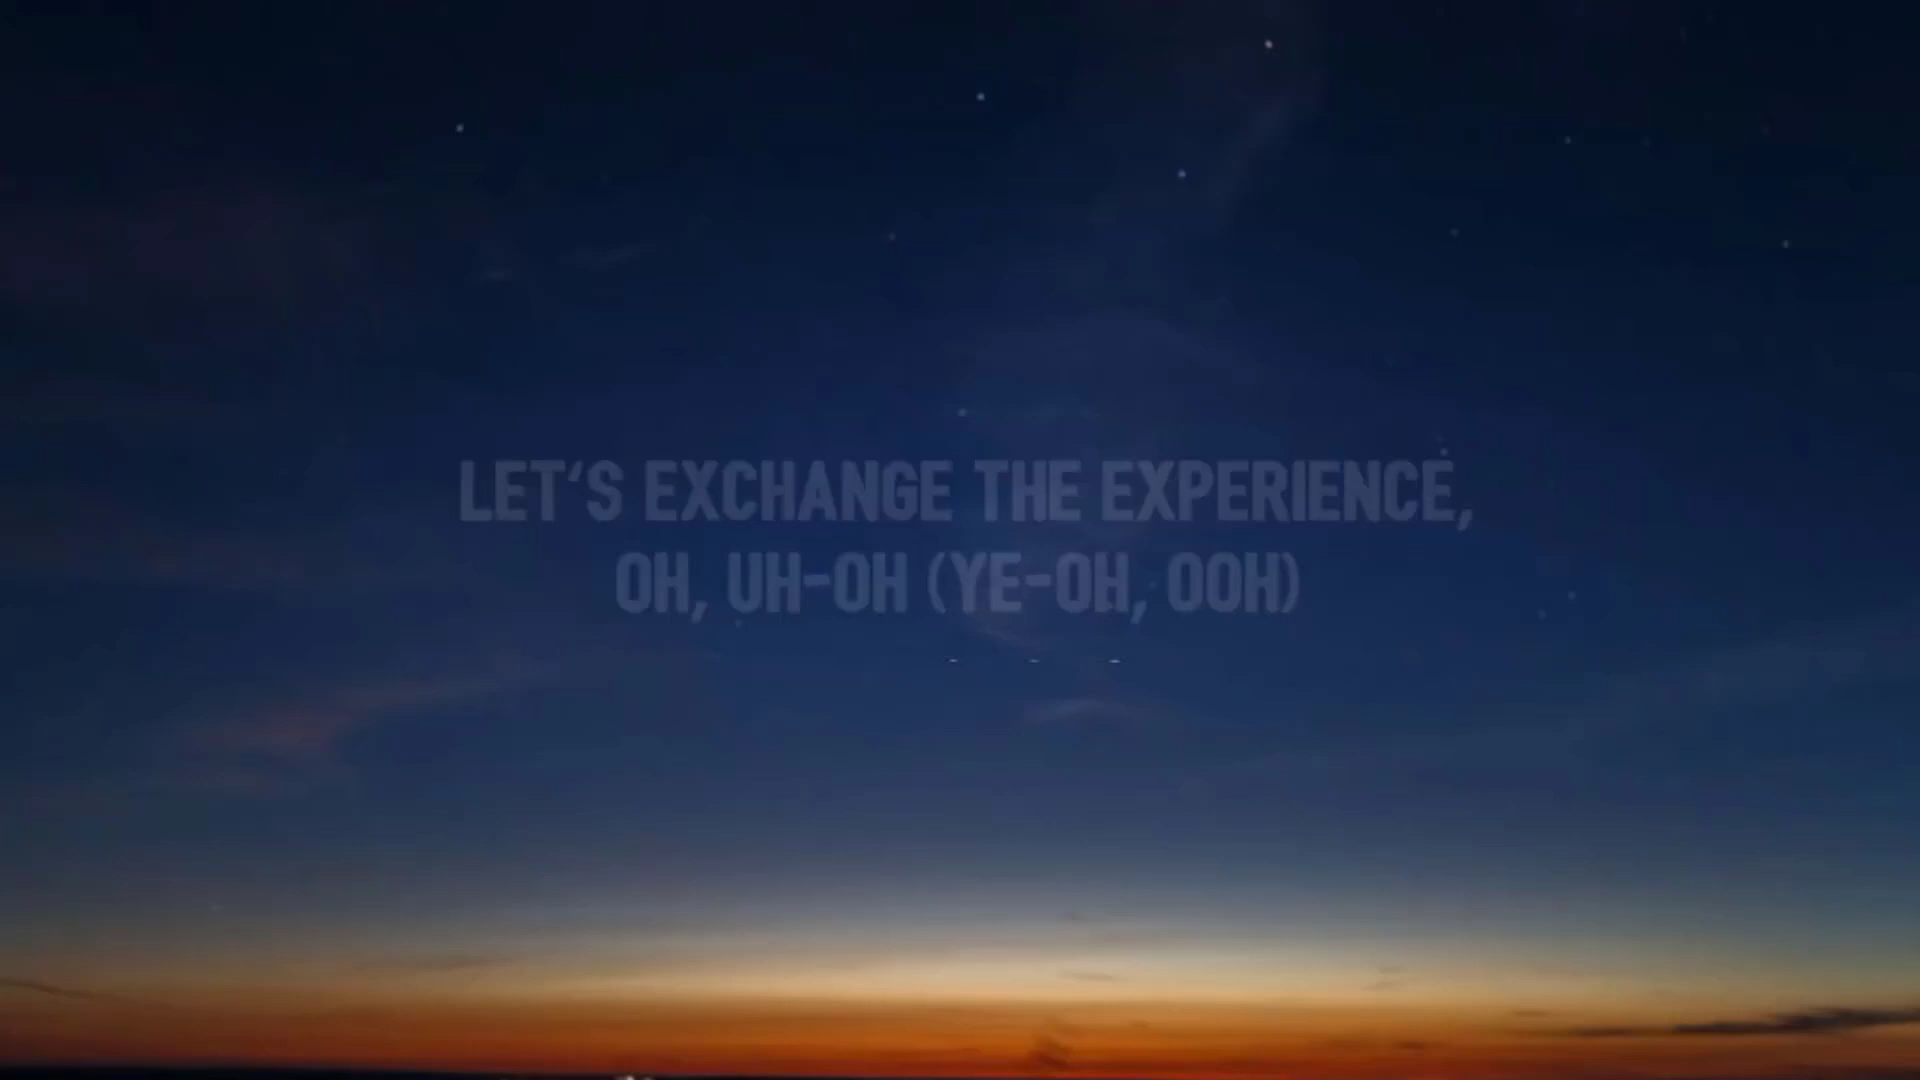 LET'S EXCHANGE THE EXPERIENCE,
OH, UH-OH (YE-OH, OOH)